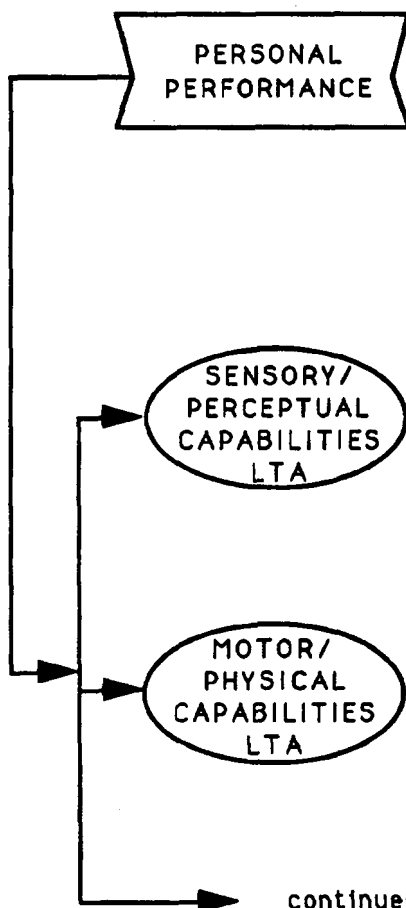 PERSONAL
PERFORMANCE
SENSORY/
PERCEPTUAL
CAPABILITIES
LTA
MOTOR/
PHYSICAL
CAPABILITIES
LTA
continue